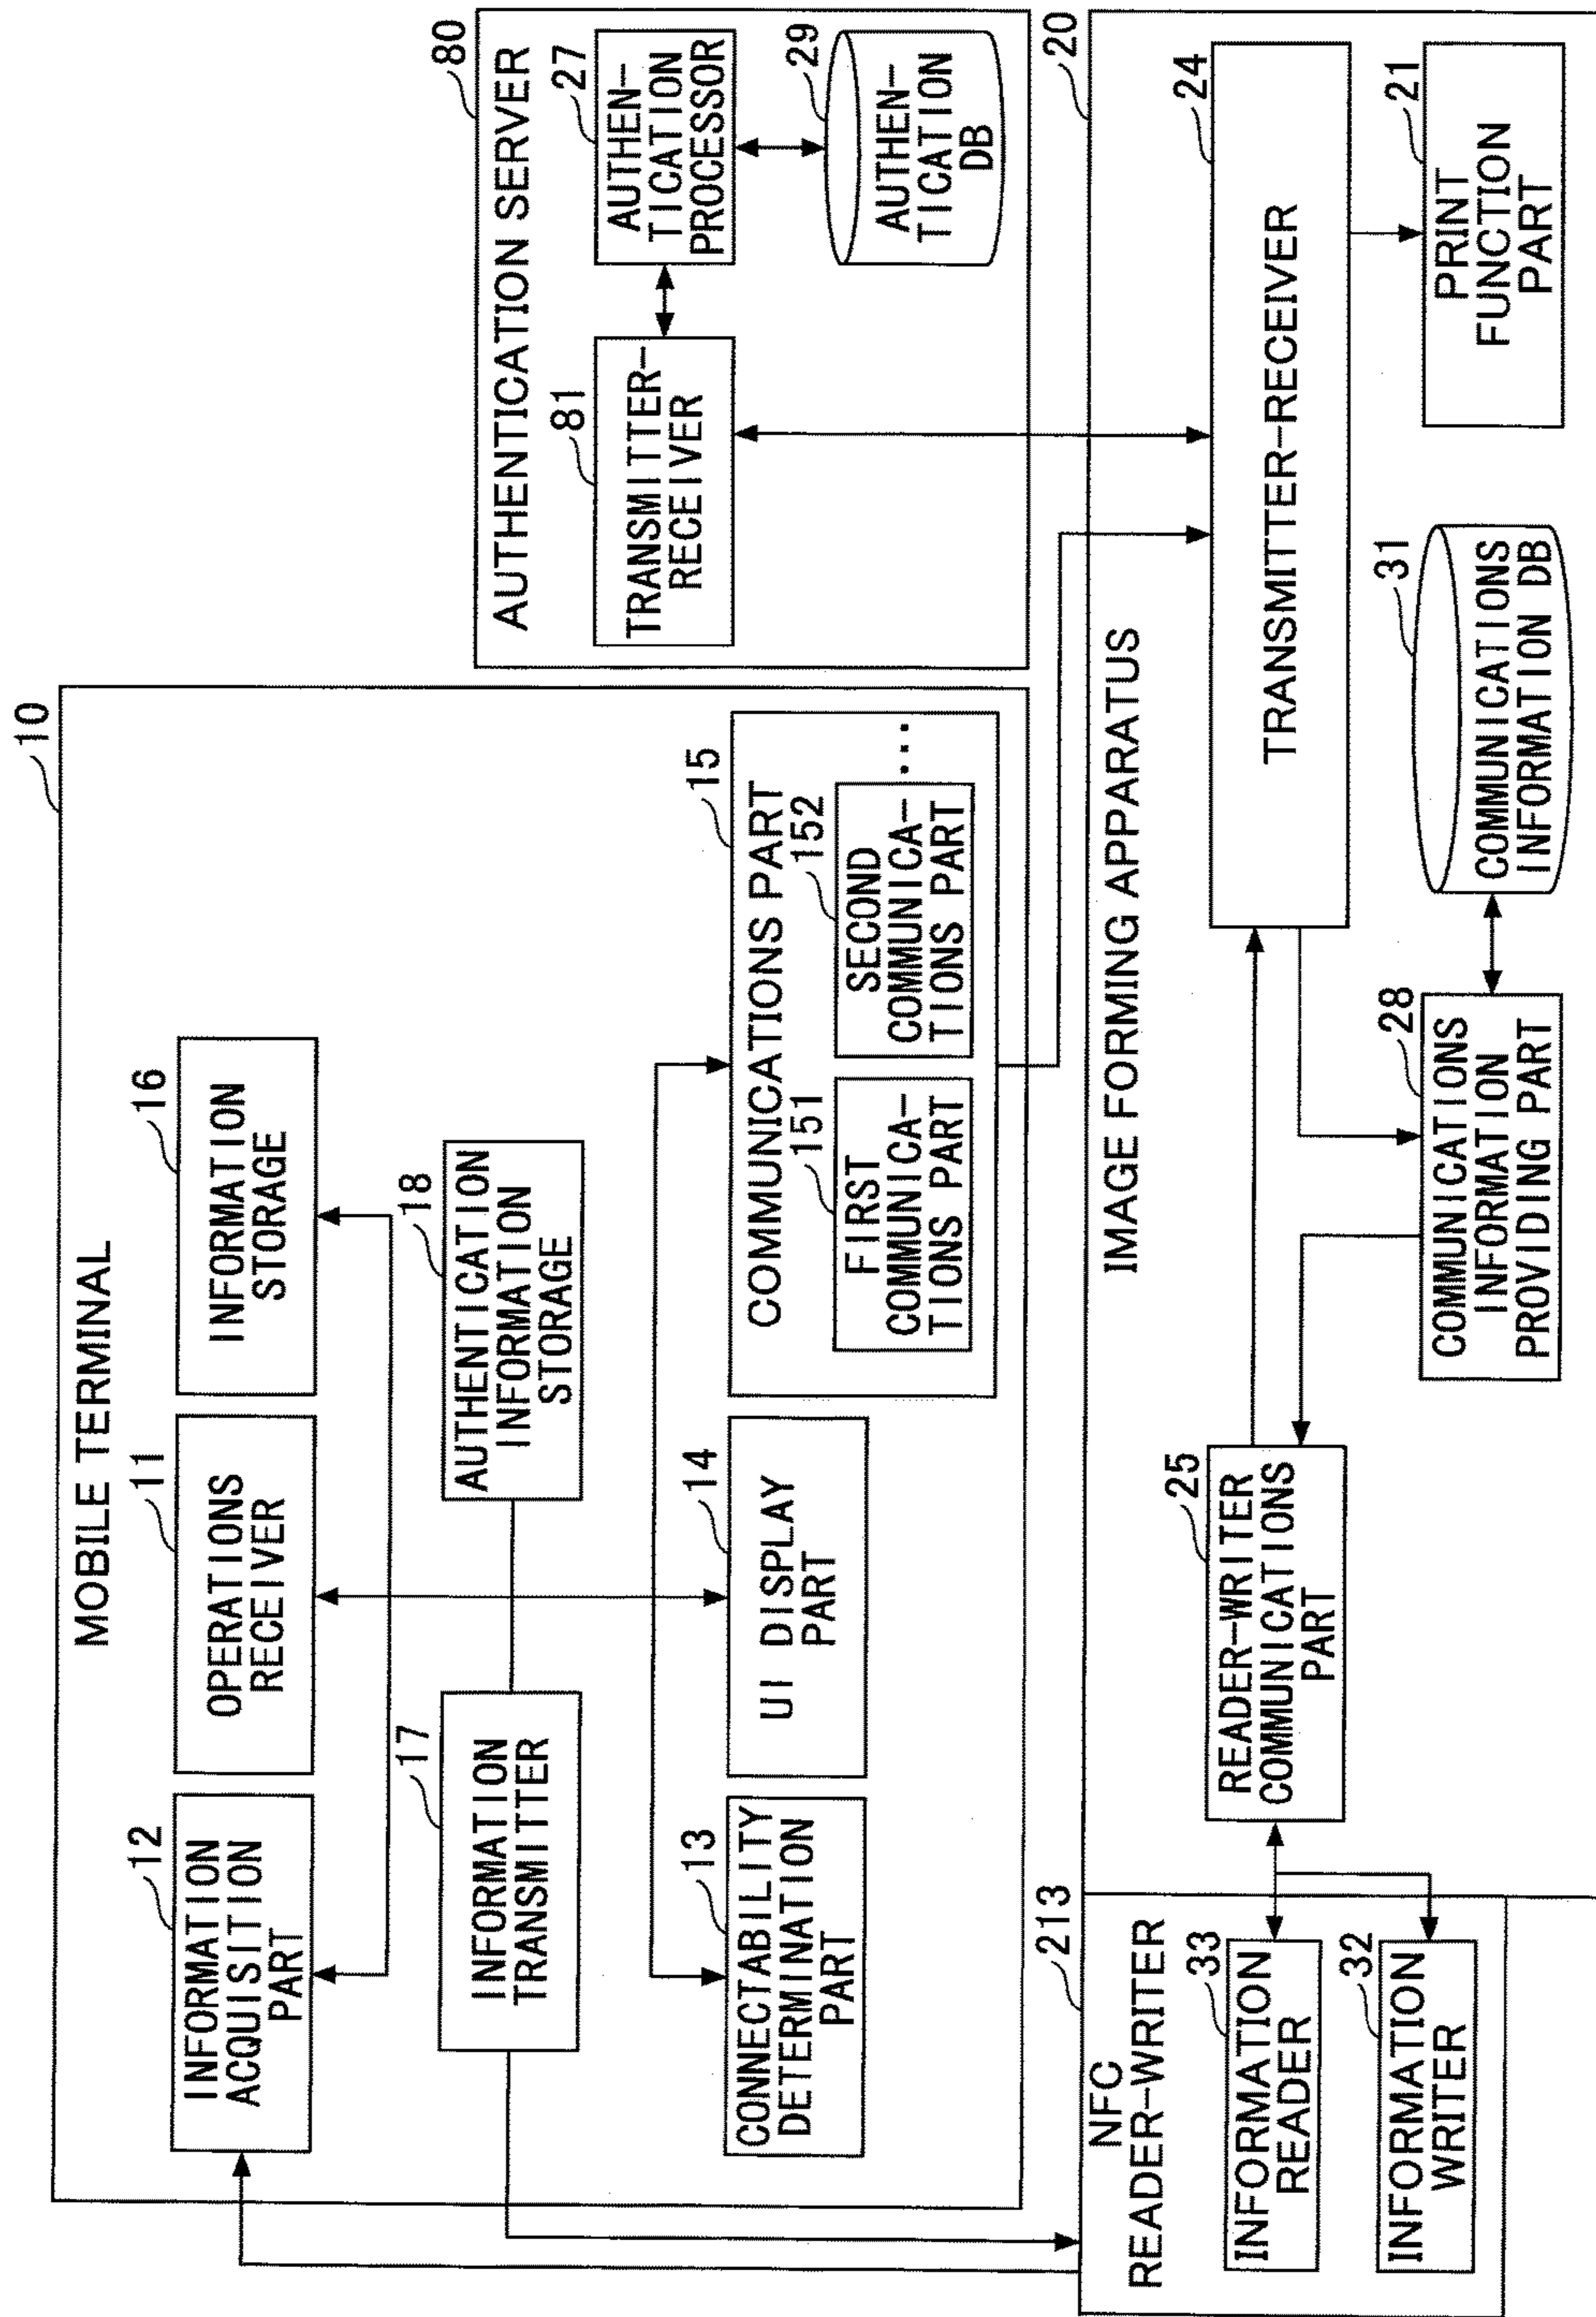 MOBILE TERMINAL
10
12
INFORMATION
ACQUISITION
PART
11
OPERATIONS
RECEIVER
16
INFORMATION
STORAGE
17
INFORMATION
TRANSMITTER
18
AUTHENTICATION
INFORMATION
STORAGE
13
CONNECTABILITY
DETERMINATION
PART
14
UI DISPLAY
PART
15
COMMUNICATIONS PART
151
FIRST
COMMUNICA-
TIONS PART
152
SECOND
COMMUNICA-
TIONS PART
...
80
AUTHENTICATION SERVER
81
TRANSMITTER-
RECEIVER
27
AUTHEN-
TICATION
PROCESSOR
29
AUTHEN-
TICATION
DB
213
NFC
READER-WRITER
33
INFORMATION
READER
32
INFORMATION
WRITER
20
IMAGE FORMING APPARATUS
25
READER-WRITER
COMMUNICATIONS
PART
24
TRANSMITTER-RECEIVER
28
COMMUNICATIONS
INFORMATION
PROVIDING PART
31
COMMUNICATIONS
INFORMATION DB
21
PRINT
FUNCTION
PART